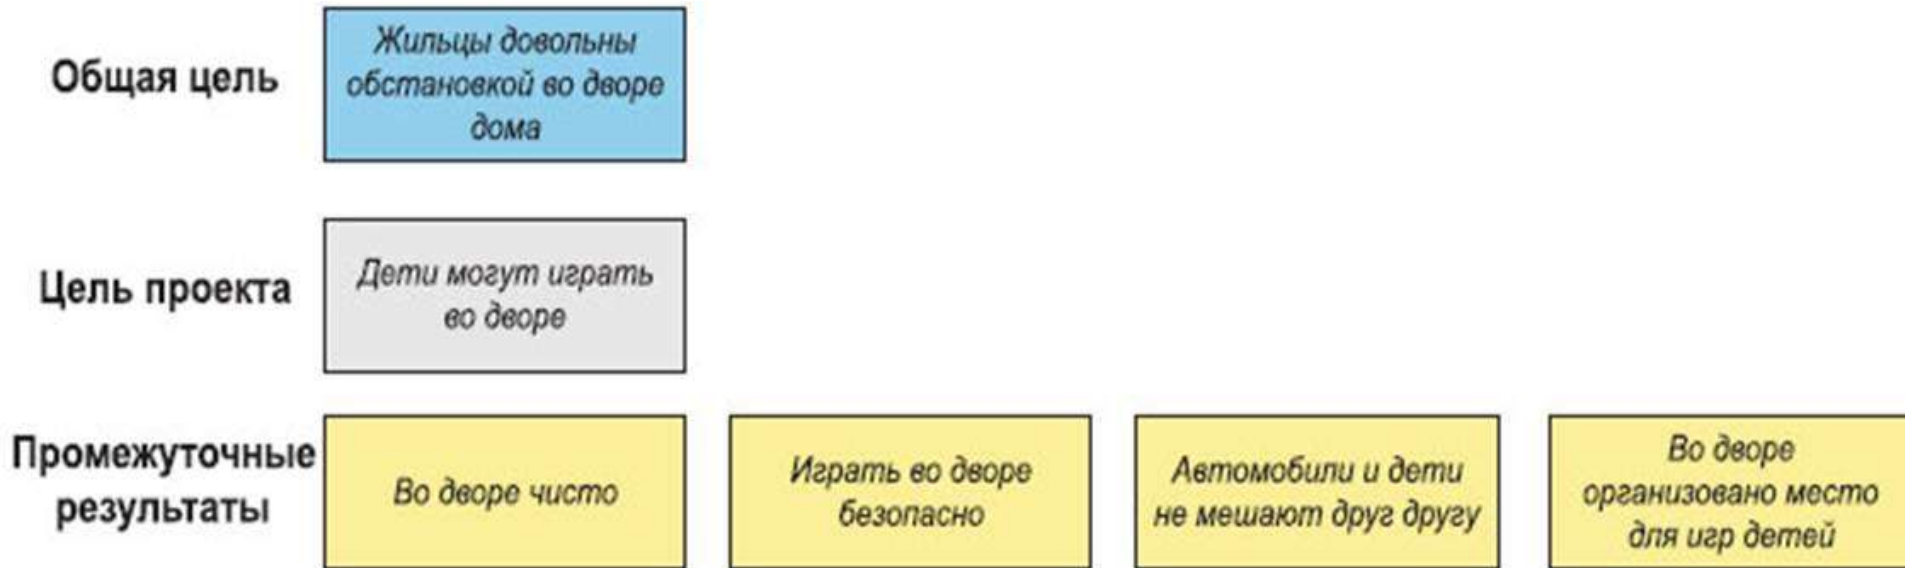 Общая цель
Жильцы довольны
обстановкой во дворе
дома
Цель проекта
Дети могут играть
во дворе
Промежуточные
результаты
Во дворе чисто
Играть во дворе
безопасно
Автомобили и дети
не мешают друг другу
Во дворе
организовано место
для игр детей